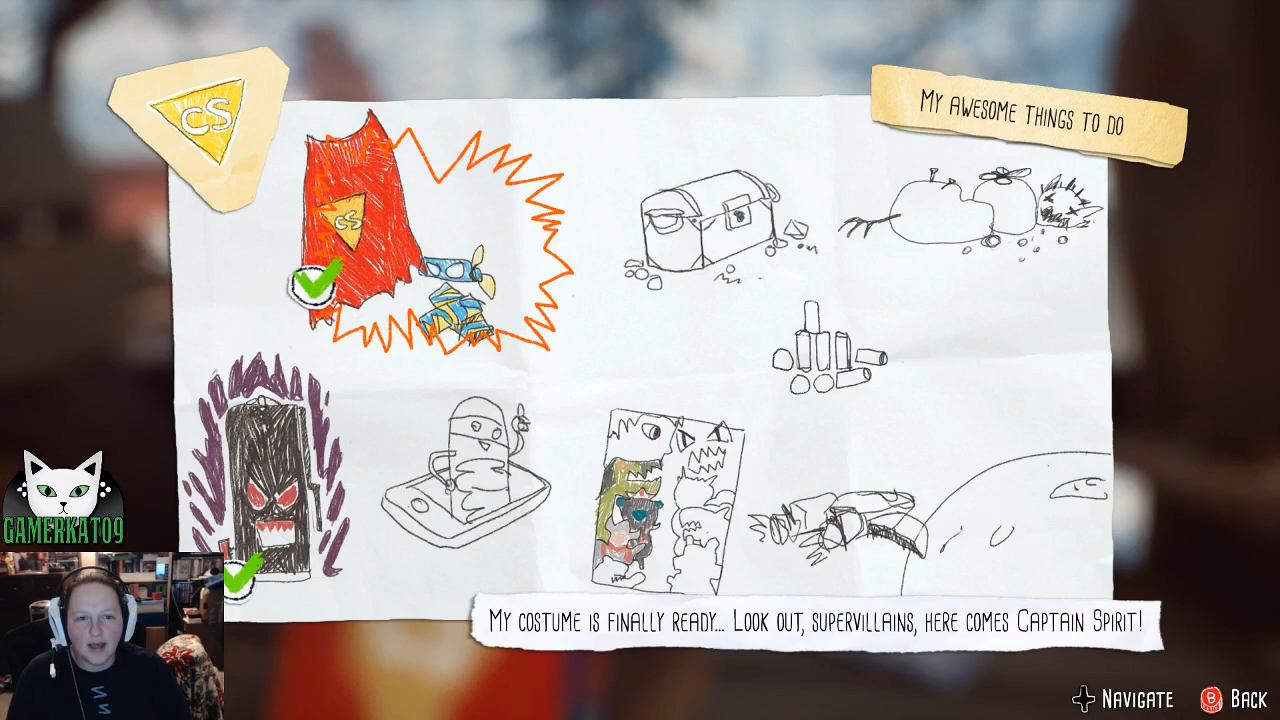 CS
MY AWESOME THINGS TO DO
CS
GAMERKAT09
MY COSTUME IS FINALLY READY... LOOK OUT, SUPERVILLAINS, HERE COMES CAPTAIN SPIRIT!
NAVIGATE
B BACK